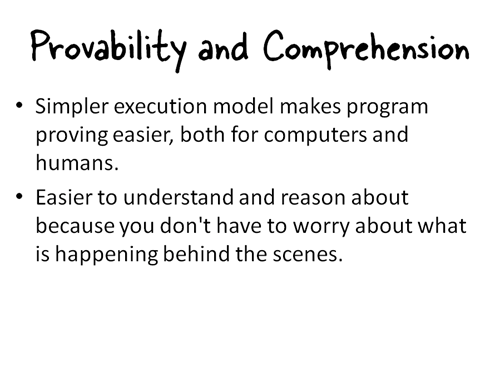 Provability and Comprehension
• Simpler execution model makes program
proving easier, both for computers and
humans.
• Easier to understand and reason about
because you don't have to worry about what
is happening behind the scenes.